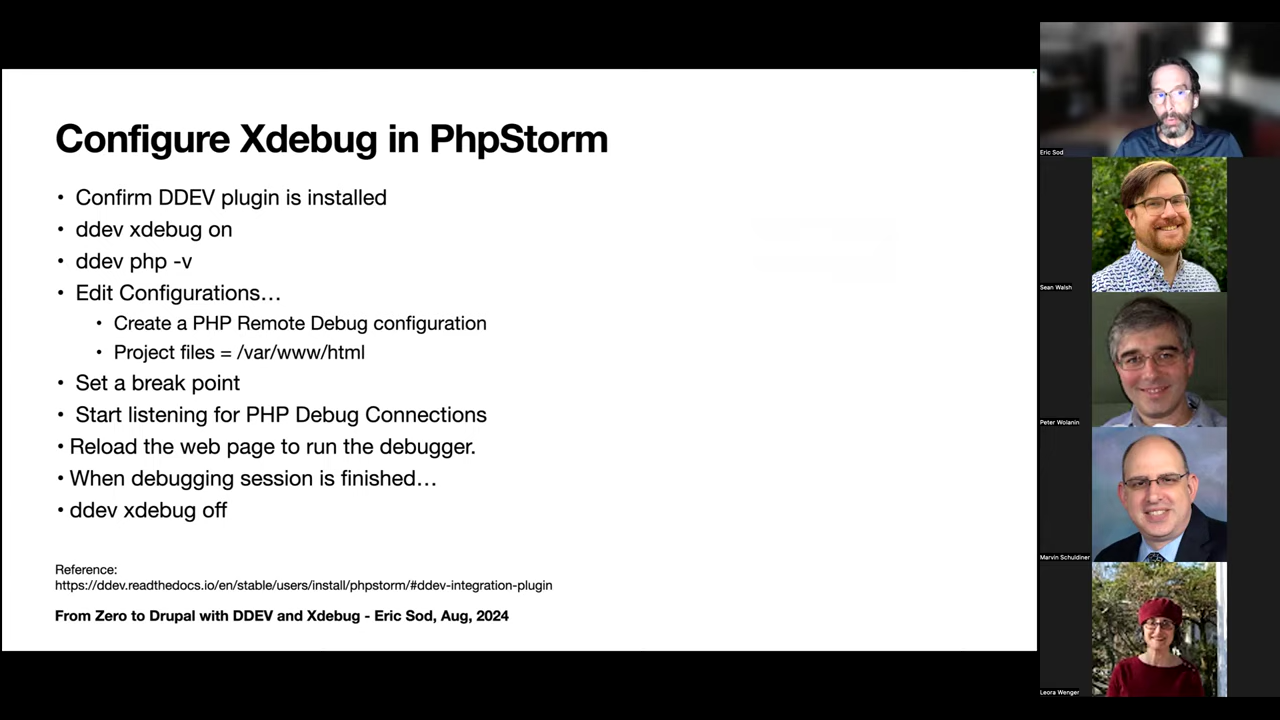 Configure Xdebug in PhpStorm
• Confirm DDEV plugin is installed
• ddev xdebug on
• ddev php -v
• Edit Configurations…
• Create a PHP Remote Debug configuration
• Project files = /var/www/html
• Set a break point
• Start listening for PHP Debug Connections
• Reload the web page to run the debugger.
• When debugging session is finished…
• ddev xdebug off
Reference:
https://ddev.readthedocs.io/en/stable/users/install/phpstorm/#ddev-integration-plugin
From Zero to Drupal with DDEV and Xdebug - Eric Sod, Aug, 2024
Eric Sod
Sean Walsh
Peter Wolanin
Marvin Schuldiner
Leora Wenger